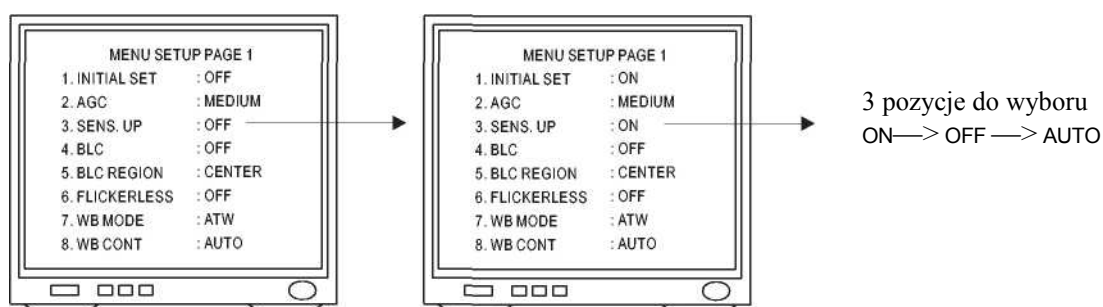 MENU SETUP PAGE 1
1. INITIAL SET : OFF
2. AGC : MEDIUM
3. SENS. UP : OFF
4. BLC : OFF
5. BLC REGION : CENTER
6. FLICKERLESS : OFF
7. WB MODE : ATW
8. WB CONT : AUTO
MENU SETUP PAGE 1
1. INITIAL SET : ON
2. AGC : MEDIUM
3. SENS. UP : ON
4. BLC : OFF
5. BLC REGION : CENTER
6. FLICKERLESS : OFF
7. WB MODE : ATW
8. WB CONT : AUTO
3 pozycje do wyboru
ON—> OFF —> AUTO